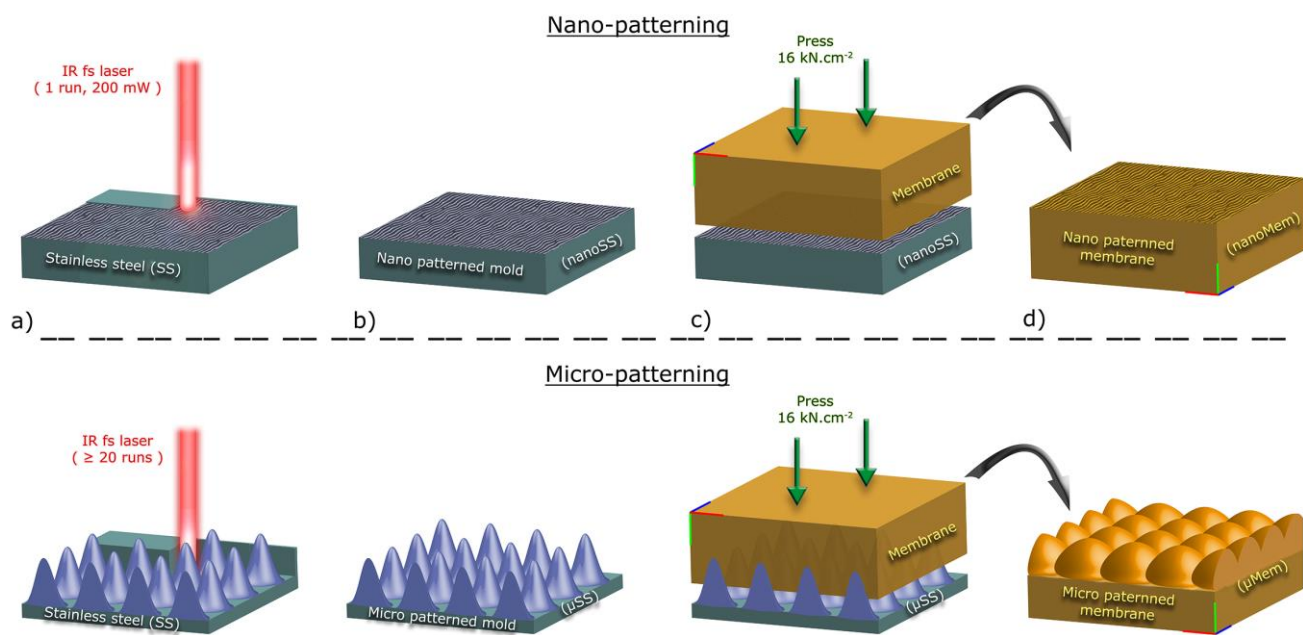 Nano-patterning
IR fs laser
( 1 run, 200 mW )
Press
16 kN.cm⁻²
Stainless steel (SS)
Nano patterned mold
(nanoSS)
Membrane
(nanoSS)
Nano paternned
membrane
(nanoMem)
a)
b)
c)
d)
Micro-patterning
IR fs laser
( ≥ 20 runs )
Press
16 kN.cm⁻²
Stainless steel (SS)
Micro patterned mold
(µSS)
Membrane
(µSS)
Micro paternned
membrane
(µMem)